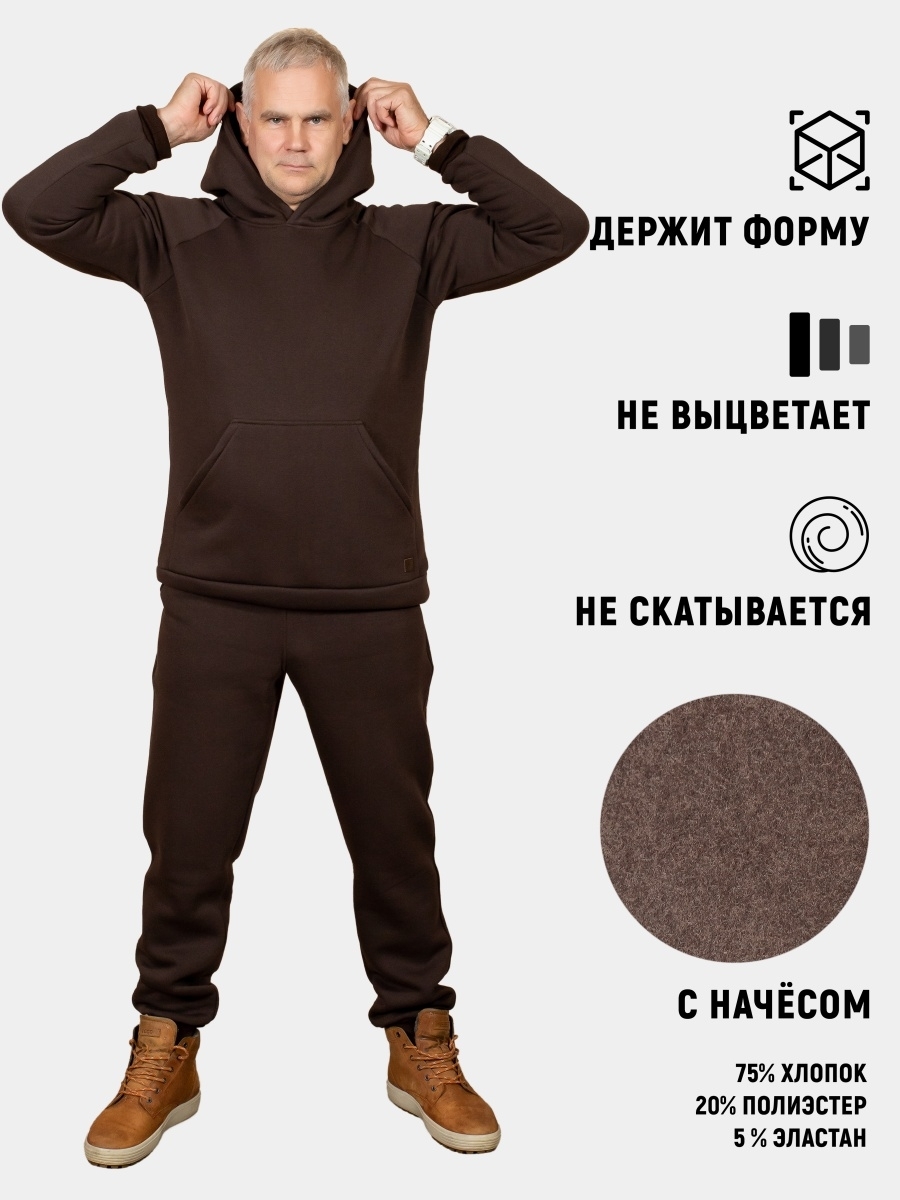 ДЕРЖИТ ФОРМУ
НЕ ВЫЦВЕТАЕТ
НЕ СКАТЫВАЕТСЯ
С НАЧЁСОМ
75% ХЛОПОК
20% ПОЛИЭСТЕР
5 % ЭЛАСТАН